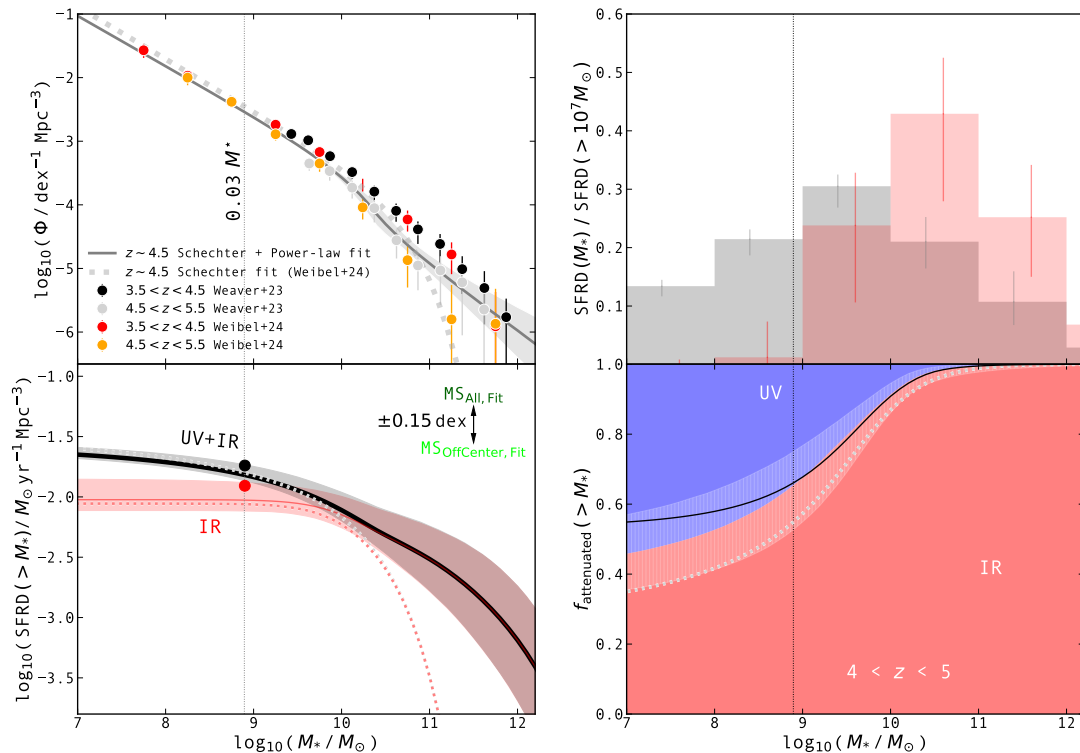 −1
−2
−3
−4
−5
−6
log₁₀(Φ / dex⁻¹ Mpc⁻³)
0.03 M*
z ∼ 4.5 Schechter + Power-law fit
z ∼ 4.5 Schechter fit (Weibel+24)
3.5 < z < 4.5 Weaver+23
4.5 < z < 5.5 Weaver+23
3.5 < z < 4.5 Weibel+24
4.5 < z < 5.5 Weibel+24
0.6
0.5
0.4
0.3
0.2
0.1
SFRD(M*) / SFRD(> 10⁷M⊙)
−1.0
−1.5
−2.0
−2.5
−3.0
−3.5
log₁₀(SFRD(> M*) / M⊙ yr⁻¹ Mpc⁻³)
MS All, Fit
±0.15 dex
MS OffCenter, Fit
UV+IR
IR
7 8 9 10 11 12
log₁₀(M* / M⊙)
1.0
0.8
0.6
0.4
0.2
0.0
f attenuated (> M*)
UV
IR
4 < z < 5
7 8 9 10 11 12
log₁₀(M* / M⊙)